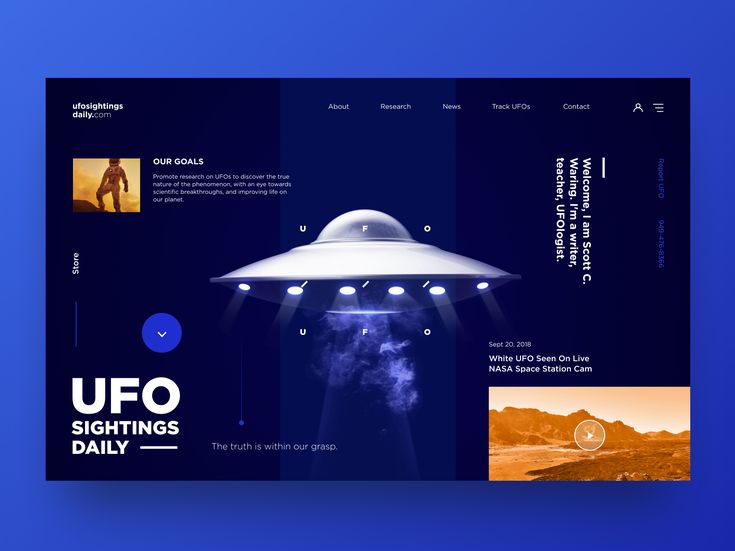 ufosightings
daily.com
About
Research
News
Track UFOs
Contact
OUR GOALS
Promote research on UFOs to discover the true
nature of the phenomenon, with an eye towards
scientific breakthroughs, and improving life on
our planet.
Welcome, I am Scott C.
Waring. I'm a writer,
teacher, UFOlogist.
Report UFO
949-476-8366
U F O
Store
U F O
Sept 20, 2018
White UFO Seen On Live
NASA Space Station Cam
UFO
SIGHTINGS
DAILY
The truth is within our grasp.